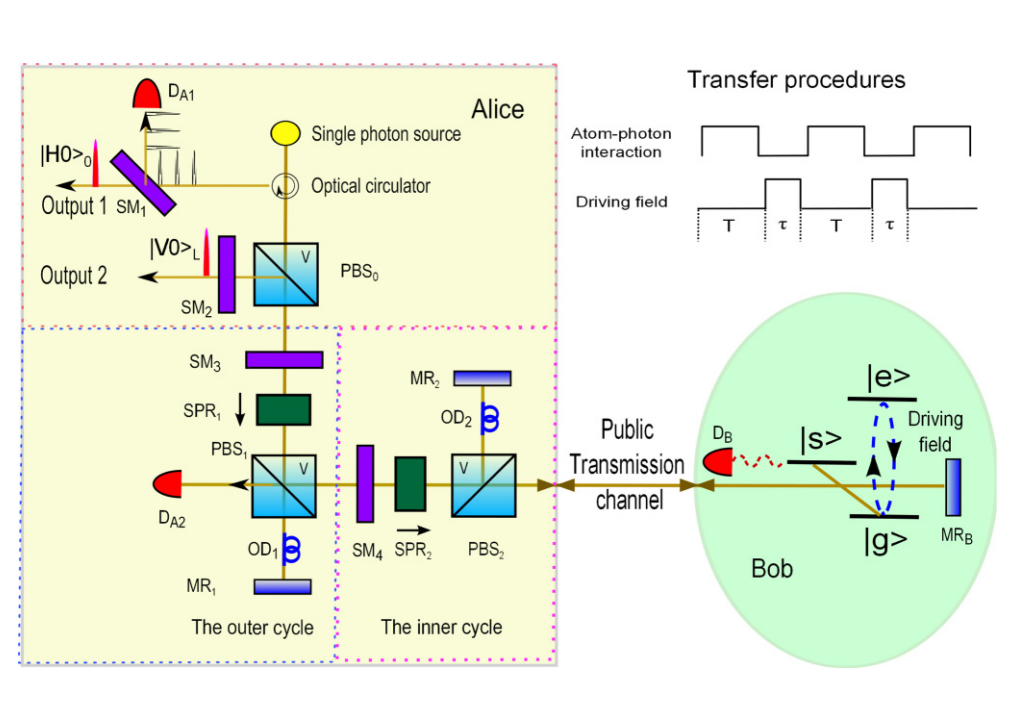 Transfer procedures
Alice
D_A1
Single photon source
Atom-photon
interaction
|H0>_0
Optical circulator
Output 1
SM_1
Driving field
T
τ
T
τ
|V0>_L
V
PBS_0
Output 2
SM_2
SM_3
MR_2
|e>
SPR_1
OD_2
Driving
field
Public
Transmission
channel
D_B
|s>
PBS_1
V
V
D_A2
|g>
MR_B
OD_1
SM_4
SPR_2
PBS_2
MR_1
Bob
The outer cycle
The inner cycle